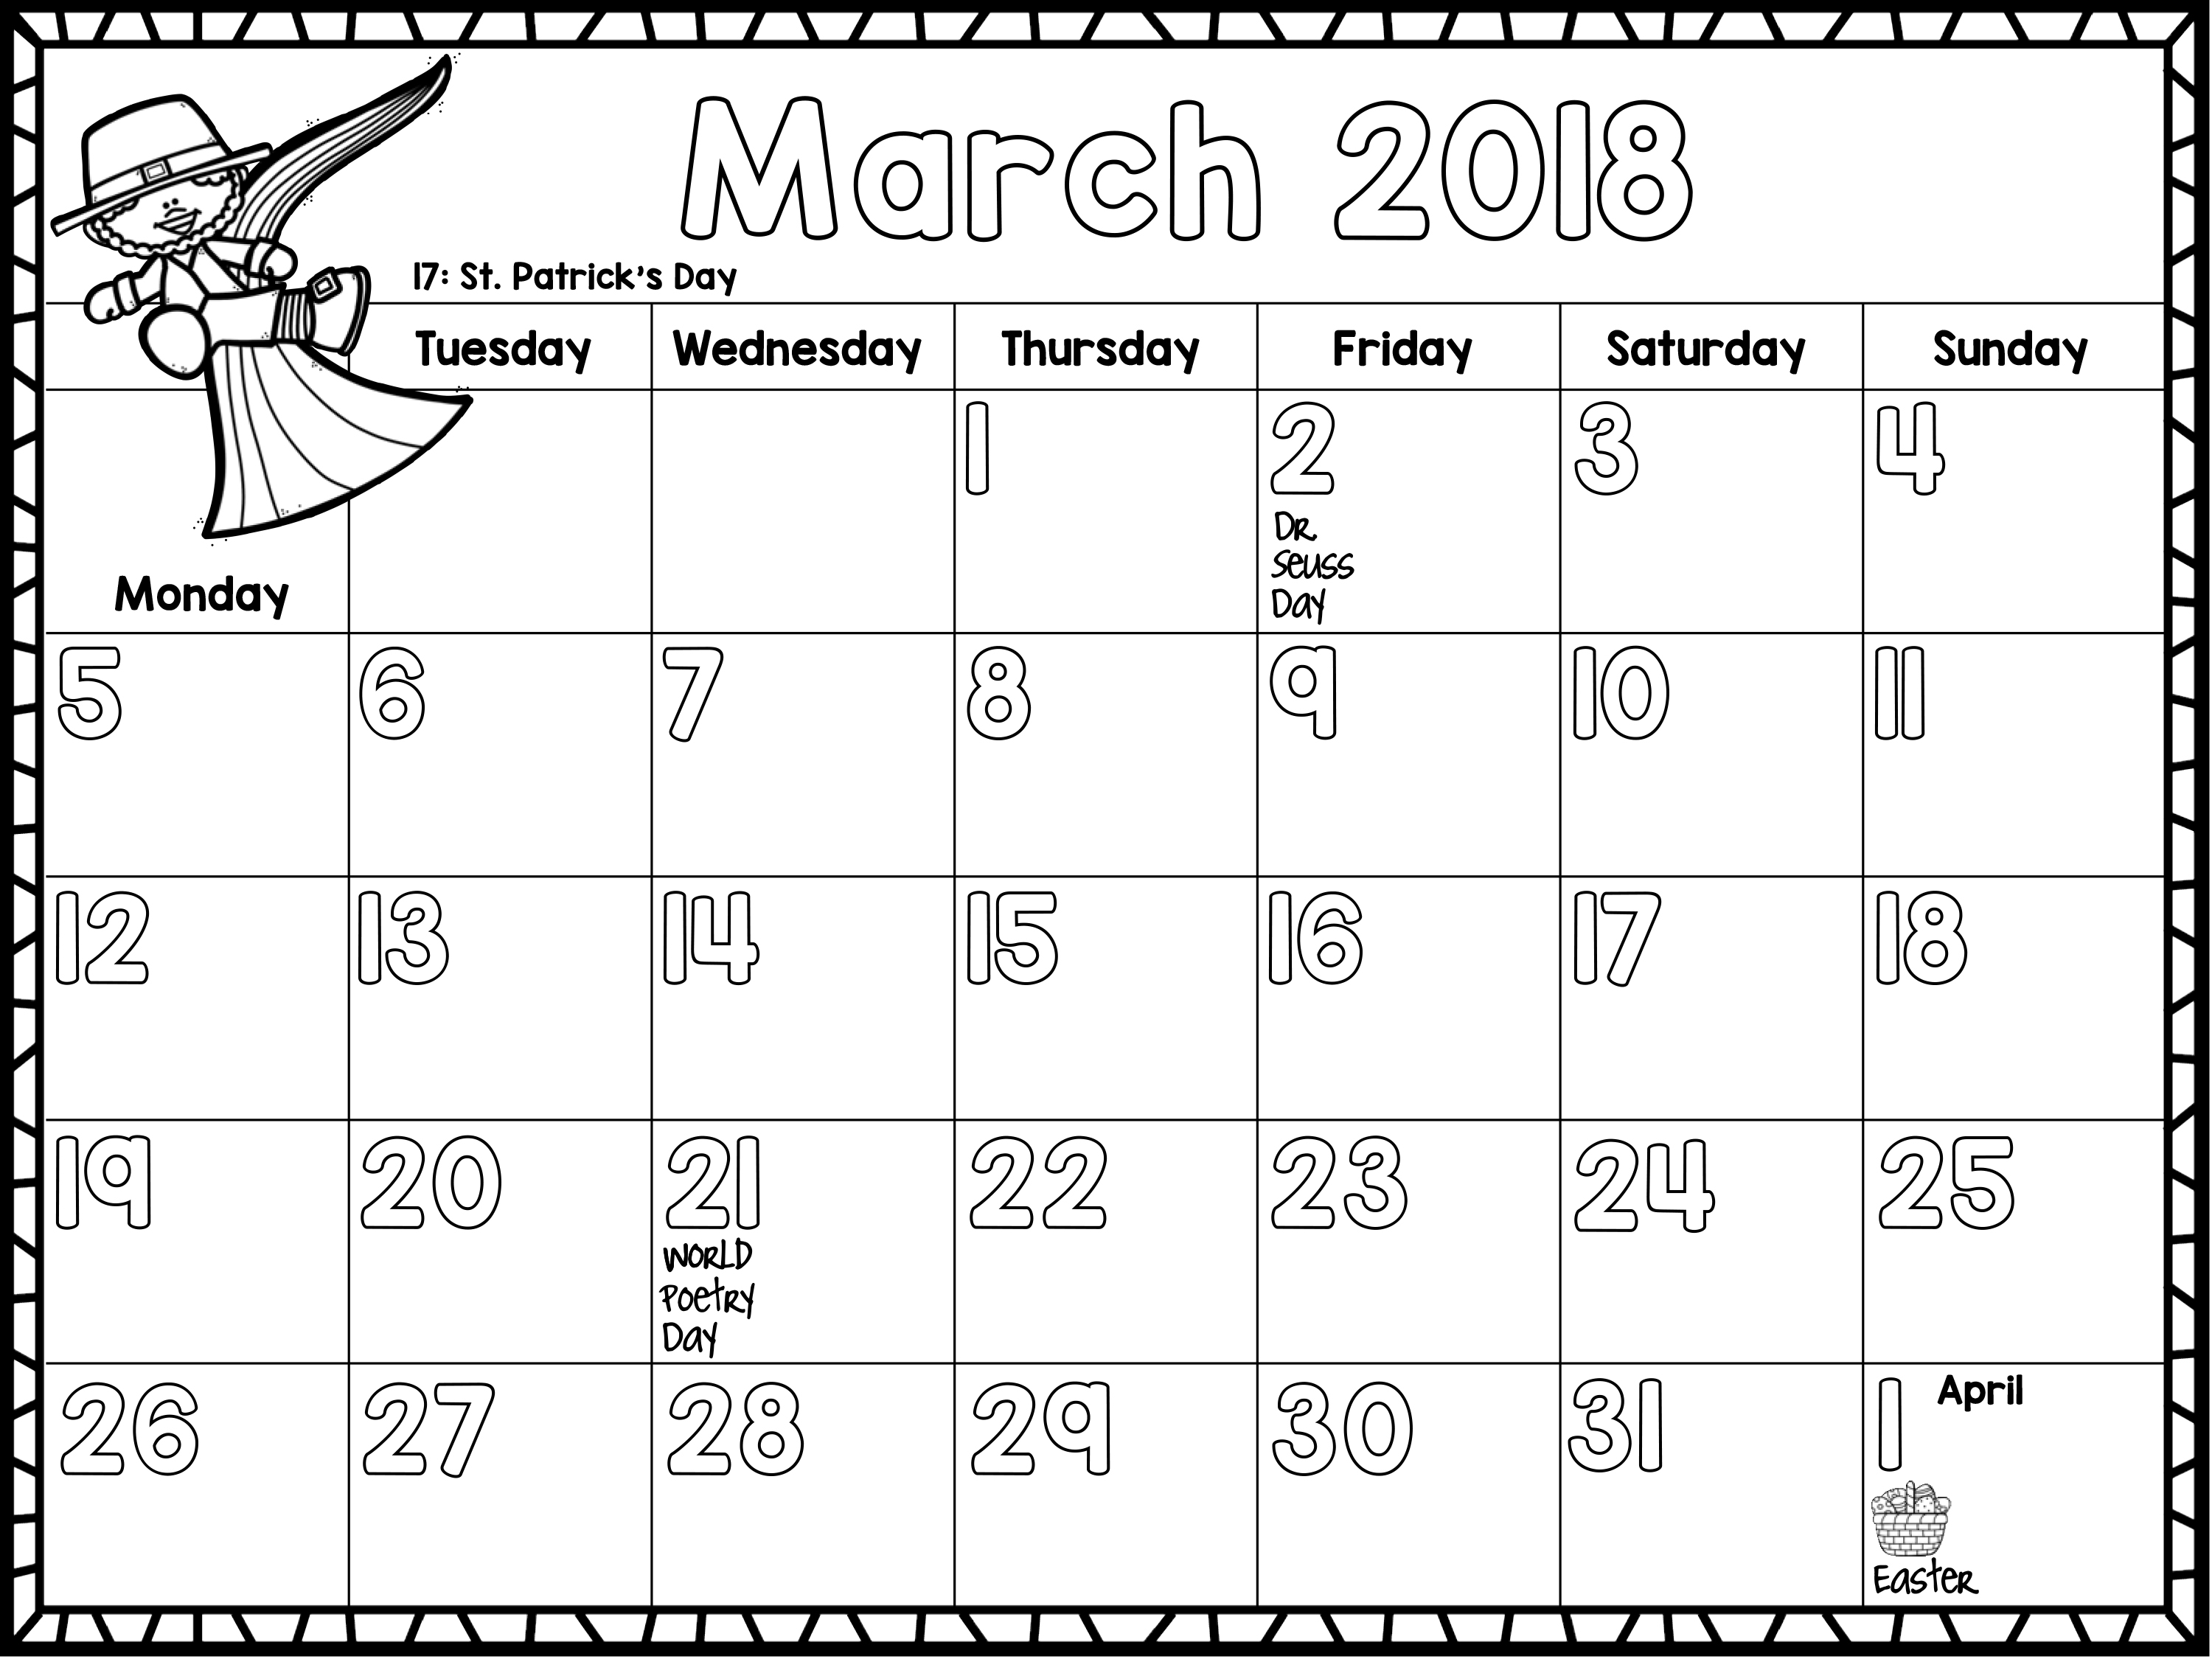 March 2018
17: St. Patrick's Day
Tuesday Wednesday Thursday Friday Saturday Sunday
1 2 3 4
DR.
Seuss
Day
Monday
5 6 7 8 9 10 11
12 13 14 15 16 17 18
19 20 21 22 23 24 25
WORLD
Poetry
Day
26 27 28 29 30 31 1 April
Easter